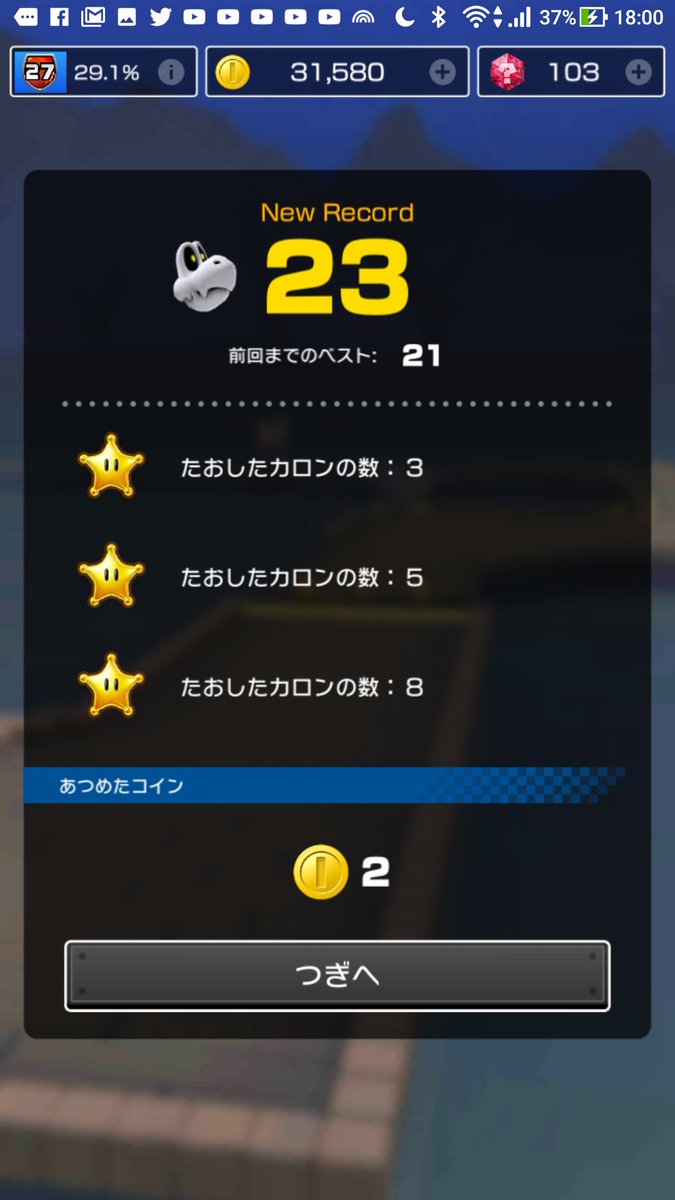 37% 18:00
27 29.1% i 31,580 + ? 103 +
New Record
23
前回までのベスト: 21
たおしたカロンの数：3
たおしたカロンの数：5
たおしたカロンの数：8
あつめたコイン
2
つぎへ